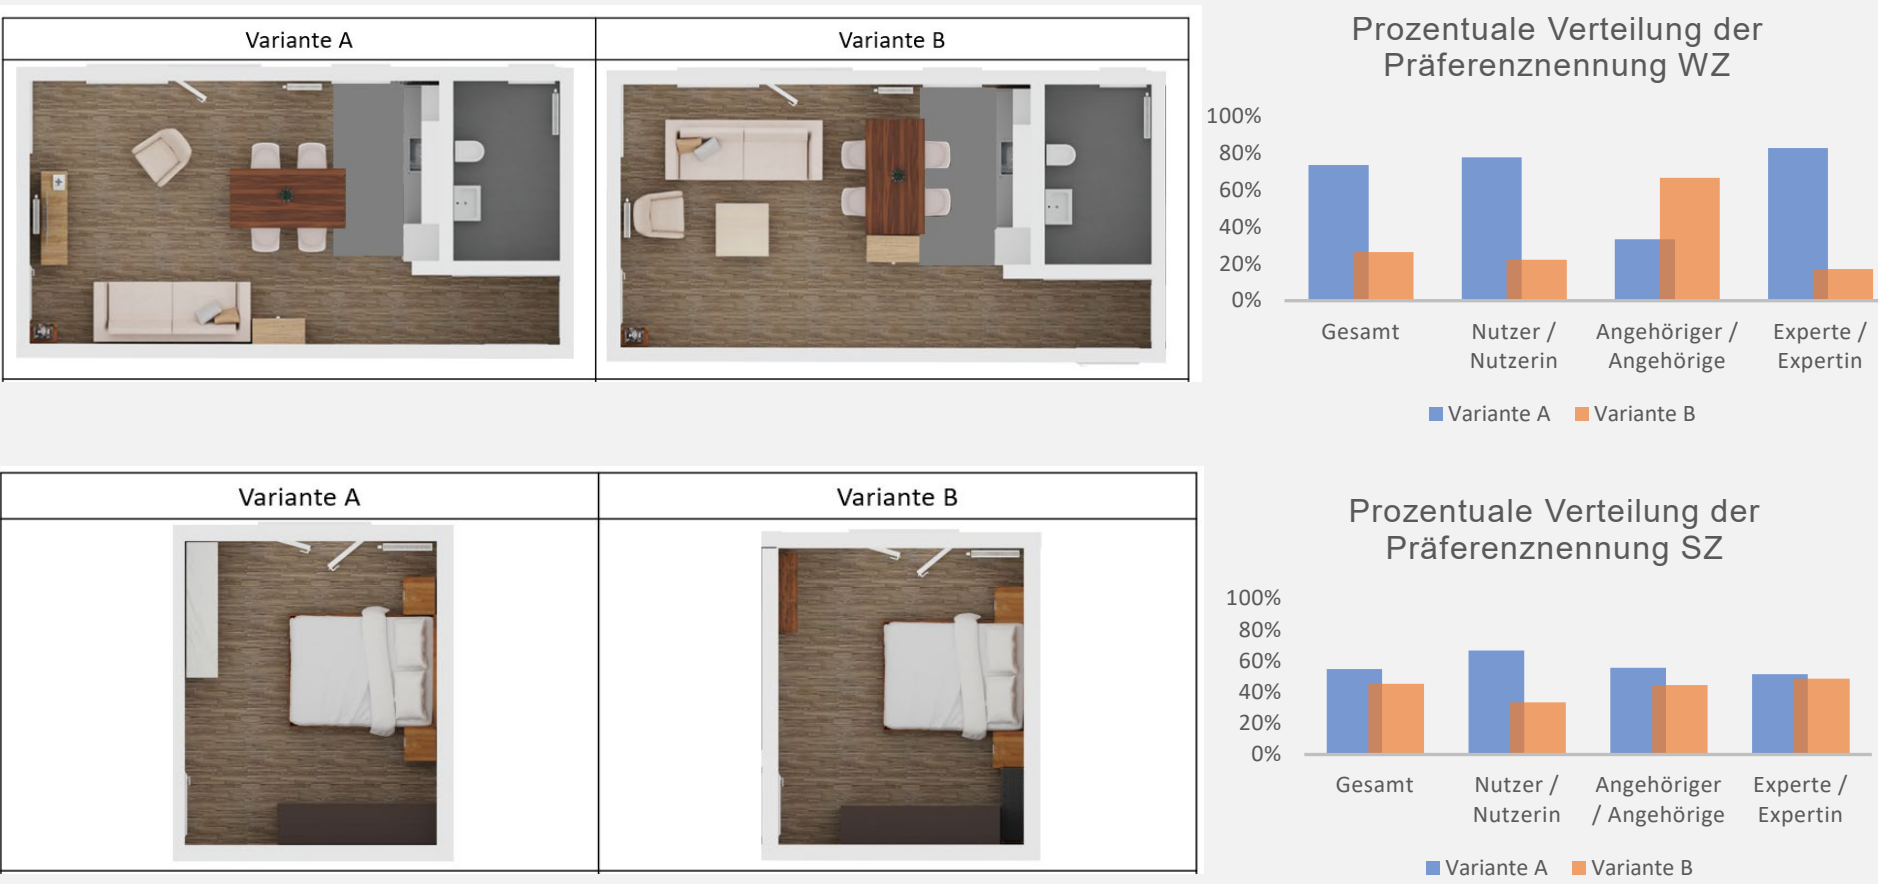 Variante A
Variante B
Prozentuale Verteilung der
Präferenznennung WZ
100%
80%
60%
40%
20%
0%
Gesamt
Nutzer /
Nutzerin
Angehöriger /
Angehörige
Experte /
Expertin
Variante A
Variante B
Variante A
Variante B
Prozentuale Verteilung der
Präferenznennung SZ
100%
80%
60%
40%
20%
0%
Gesamt
Nutzer /
Nutzerin
Angehöriger
/ Angehörige
Experte /
Expertin
Variante A
Variante B